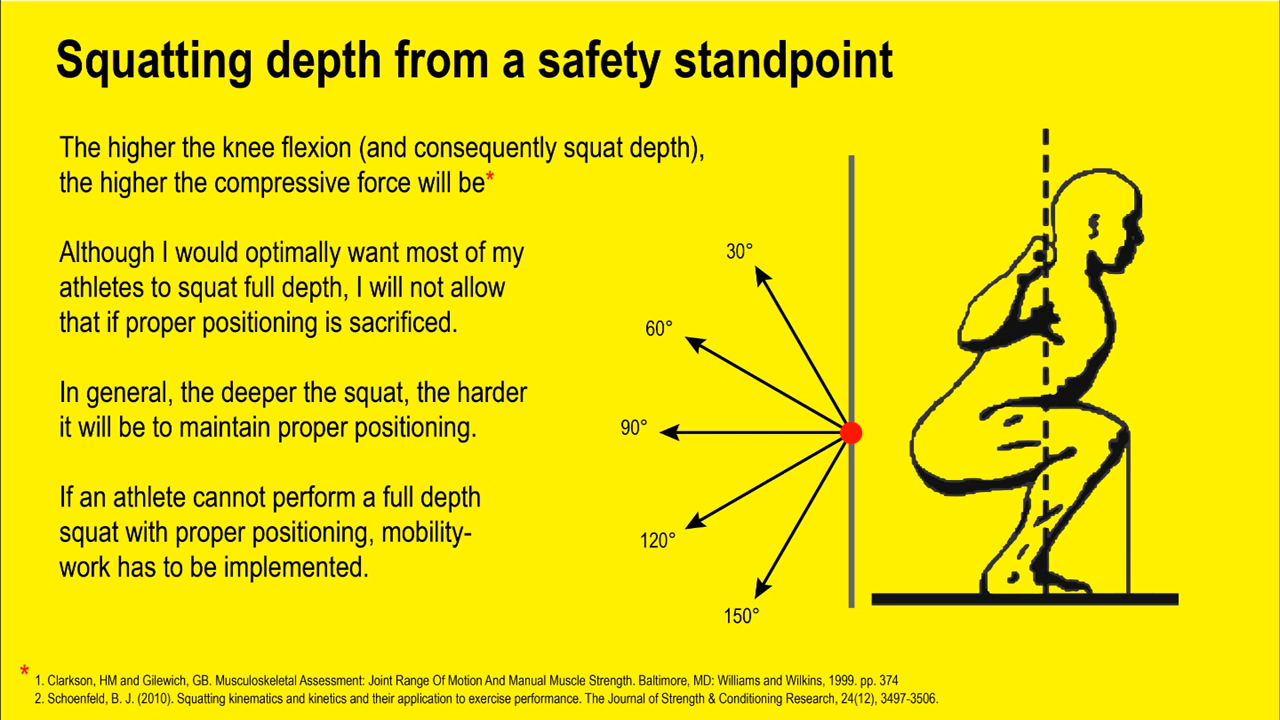 Squatting depth from a safety standpoint
The higher the knee flexion (and consequently squat depth),
the higher the compressive force will be*
Although I would optimally want most of my
athletes to squat full depth, I will not allow
that if proper positioning is sacrificed.
In general, the deeper the squat, the harder
it will be to maintain proper positioning.
If an athlete cannot perform a full depth
squat with proper positioning, mobility-
work has to be implemented.
30°
60°
90°
120°
150°
* 1. Clarkson, HM and Gilewich, GB. Musculoskeletal Assessment: Joint Range Of Motion And Manual Muscle Strength. Baltimore, MD: Williams and Wilkins, 1999. pp. 374
2. Schoenfeld, B. J. (2010). Squatting kinematics and kinetics and their application to exercise performance. The Journal of Strength & Conditioning Research, 24(12), 3497-3506.